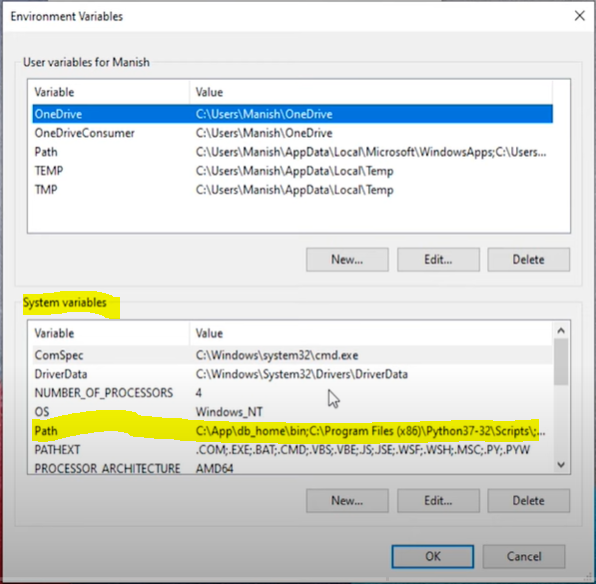 Environment Variables
User variables for Manish
Variable Value
OneDrive C:\Users\Manish\OneDrive
OneDriveConsumer C:\Users\Manish\OneDrive
Path C:\Users\Manish\AppData\Local\Microsoft\WindowsApps;C:\Users...
TEMP C:\Users\Manish\AppData\Local\Temp
TMP C:\Users\Manish\AppData\Local\Temp
New... Edit... Delete
System variables
Variable Value
ComSpec C:\Windows\system32\cmd.exe
DriverData C:\Windows\System32\Drivers\DriverData
NUMBER_OF_PROCESSORS 4
OS Windows_NT
Path C:\App\db_home\bin;C:\Program Files (x86)\Python37-32\Scripts\;...
PATHEXT .COM;.EXE;.BAT;.CMD;.VBS;.VBE;.JS;.JSE;.WSF;.WSH;.MSC;.PY;.PYW
PROCESSOR_ARCHITECTURE AMD64
New... Edit... Delete
OK Cancel